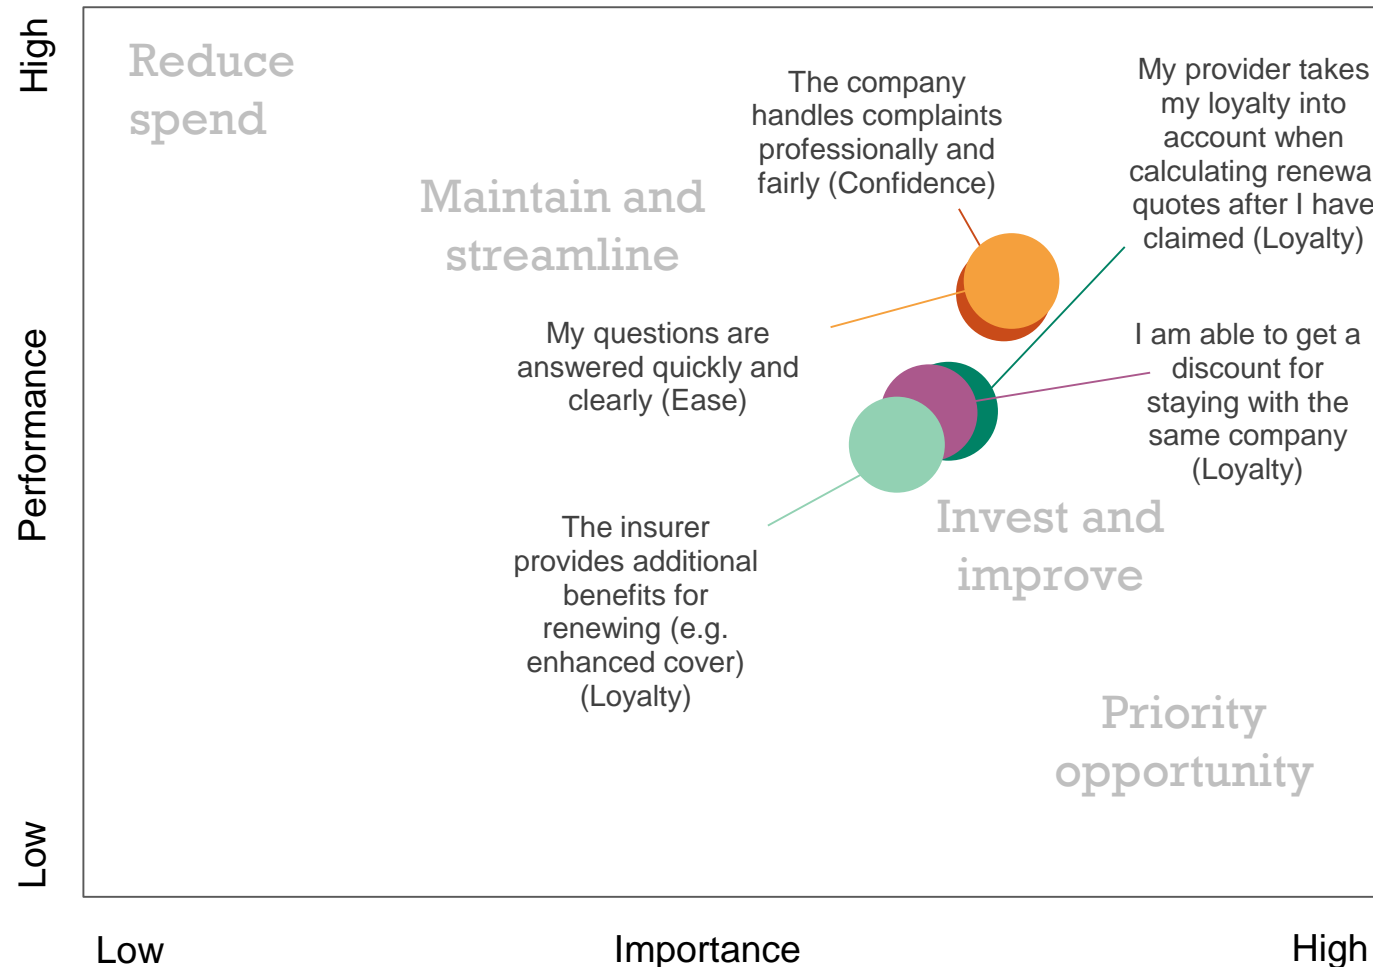 High
Reduce
spend
The company
handles complaints
professionally and
fairly (Confidence)
My provider takes
my loyalty into
account when
calculating renewa
quotes after I have
claimed (Loyalty)
Maintain and
streamline
My questions are
answered quickly and
clearly (Ease)
I am able to get a
discount for
staying with the
same company
(Loyalty)
Performance
The insurer
provides additional
benefits for
renewing (e.g.
enhanced cover)
(Loyalty)
Invest and
improve
Priority
opportunity
Low
Low
Importance
High